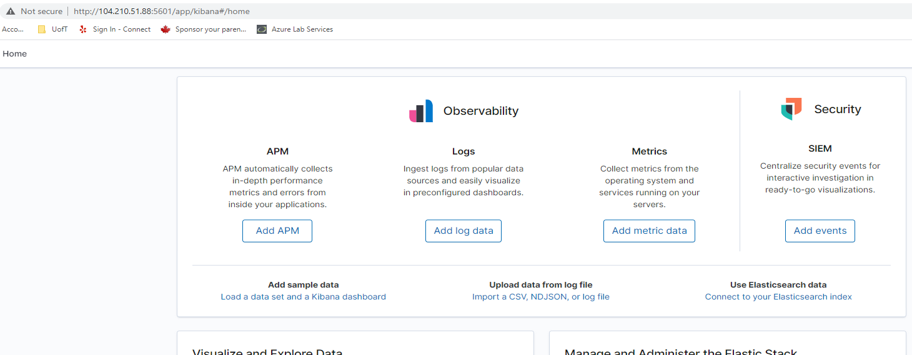 Not secure | http://104.210.51.88:5601/app/kibana#/home
Acco... UofT Sign In - Connect Sponsor your paren... Azure Lab Services
Home
Observability
Security
APM
APM automatically collects
in-depth performance
metrics and errors from
inside your applications.
Add APM
Logs
Ingest logs from popular data
sources and easily visualize
in preconfigured dashboards.
Add log data
Metrics
Collect metrics from the
operating system and
services running on your
servers.
Add metric data
SIEM
Centralize security events for
interactive investigation in
ready-to-go visualizations.
Add events
Add sample data
Load a data set and a Kibana dashboard
Upload data from log file
Import a CSV, NDJSON, or log file
Use Elasticsearch data
Connect to your Elasticsearch index
Visualize and Explore Data
Manage and Administer the Elastic Stack